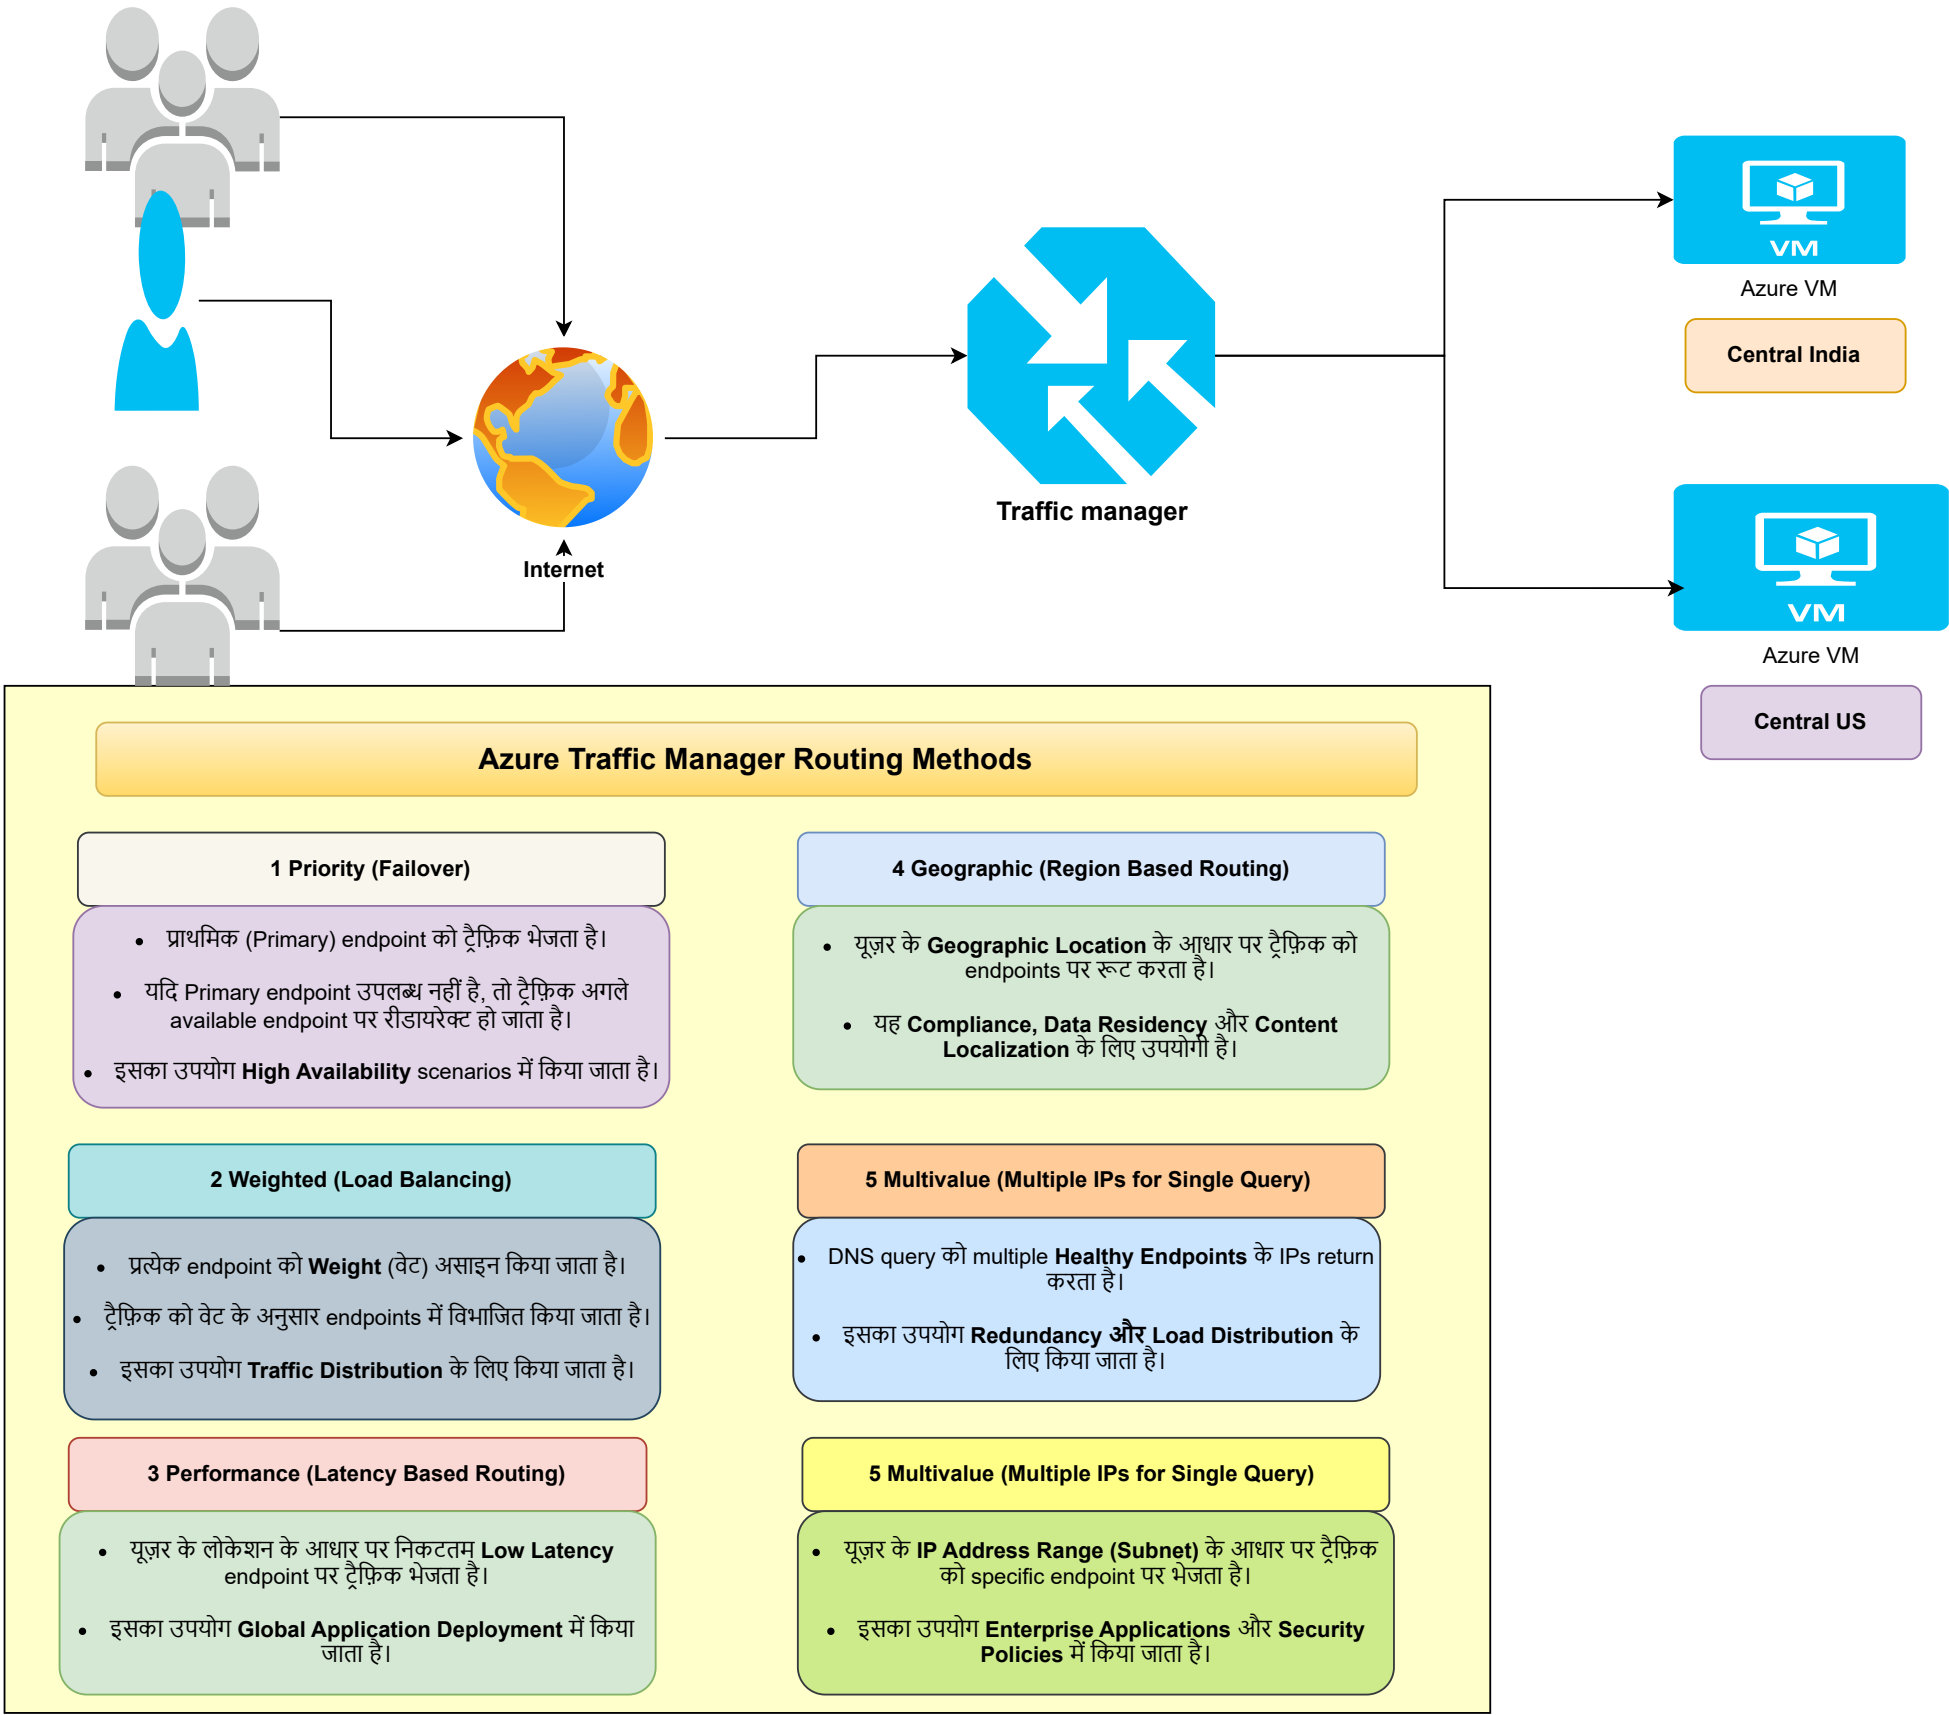 VM
Azure VM
Central India
Traffic manager
Internet
VM
Azure VM
Central US
Azure Traffic Manager Routing Methods
1 Priority (Failover)
• प्राथमिक (Primary) endpoint को ट्रैफ़िक भेजता है।
• यदि Primary endpoint उपलब्ध नहीं है, तो ट्रैफ़िक अगले
available endpoint पर रीडायरेक्ट हो जाता है।
• इसका उपयोग High Availability scenarios में किया जाता है।
2 Weighted (Load Balancing)
• प्रत्येक endpoint को Weight (वेट) असाइन किया जाता है।
• ट्रैफ़िक को वेट के अनुसार endpoints में विभाजित किया जाता है।
• इसका उपयोग Traffic Distribution के लिए किया जाता है।
3 Performance (Latency Based Routing)
• यूज़र के लोकेशन के आधार पर निकटतम Low Latency
endpoint पर ट्रैफ़िक भेजता है।
• इसका उपयोग Global Application Deployment में किया
जाता है।
4 Geographic (Region Based Routing)
• यूज़र के Geographic Location के आधार पर ट्रैफ़िक को
endpoints पर रूट करता है।
• यह Compliance, Data Residency और Content
Localization के लिए उपयोगी है।
5 Multivalue (Multiple IPs for Single Query)
• DNS query को multiple Healthy Endpoints के IPs return
करता है।
• इसका उपयोग Redundancy और Load Distribution के
लिए किया जाता है।
5 Multivalue (Multiple IPs for Single Query)
• यूज़र के IP Address Range (Subnet) के आधार पर ट्रैफ़िक
को specific endpoint पर भेजता है।
• इसका उपयोग Enterprise Applications और Security
Policies में किया जाता है।